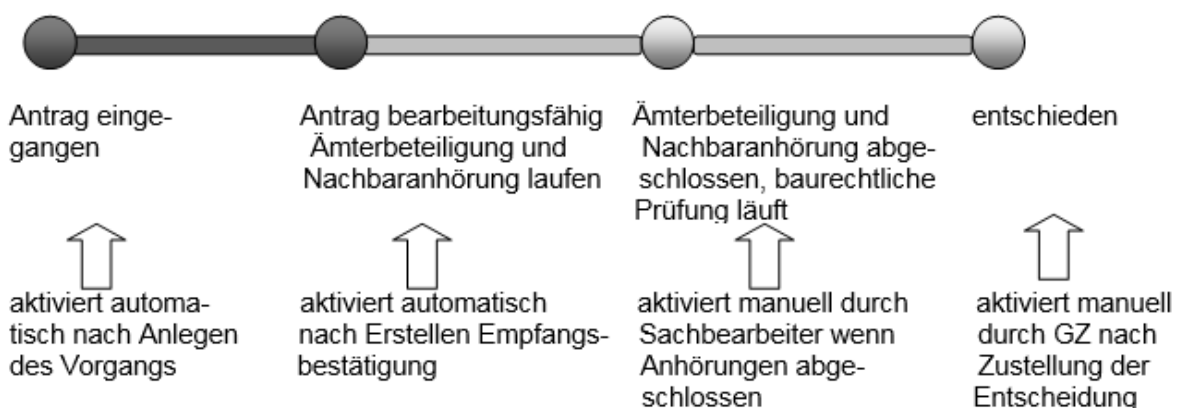 Antrag einge-
gangen
Antrag bearbeitungsfähig
Ämterbeteiligung und
Nachbaranhörung laufen
Ämterbeteiligung und
Nachbaranhörung abge-
schlossen, baurechtliche
Prüfung läuft
entschieden
aktiviert automa-
tisch nach Anlegen
des Vorgangs
aktiviert automatisch
nach Erstellen Empfangs-
bestätigung
aktiviert manuell durch
Sachbearbeiter wenn
Anhörungen abge-
schlossen
aktiviert manuell
durch GZ nach
Zustellung der
Entscheidung